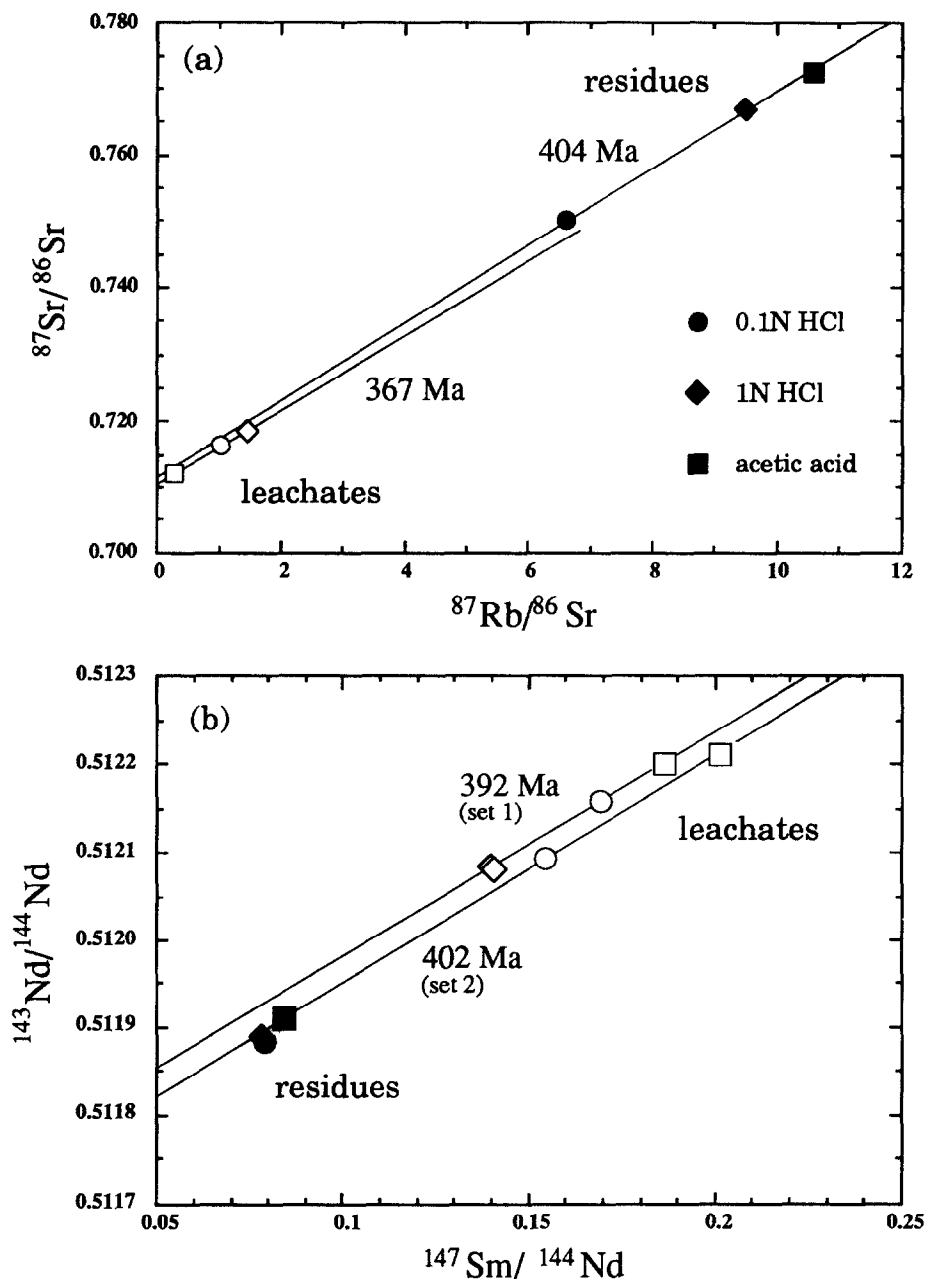 0.780
(a)
residues
0.760
404 Ma
87Sr/86Sr
0.740
0.1N HCl
1N HCl
367 Ma
0.720
acetic acid
leachates
0.700
0 2 4 6 8 10 12
87Rb/86 Sr
0.5123
(b)
0.5122
392 Ma
(set 1)
leachates
0.5121
143Nd/144Nd
0.5120
402 Ma
(set 2)
0.5119
residues
0.5118
0.5117
0.05 0.1 0.15 0.2 0.25
147Sm/ 144Nd